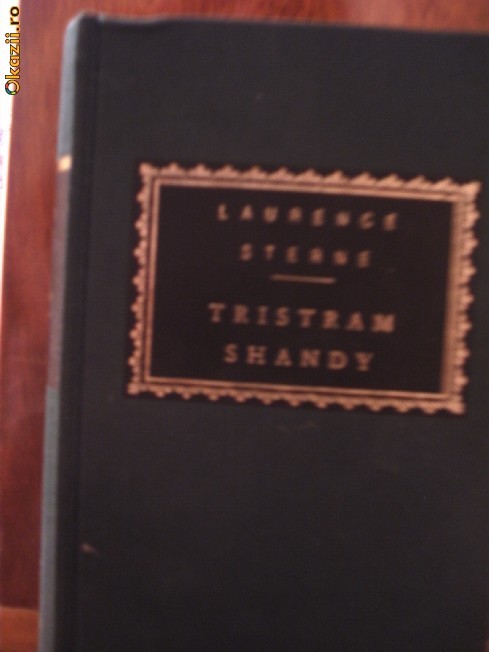 Okazii.ro
LAURENCE
STERNE
TRISTRAM
SHANDY